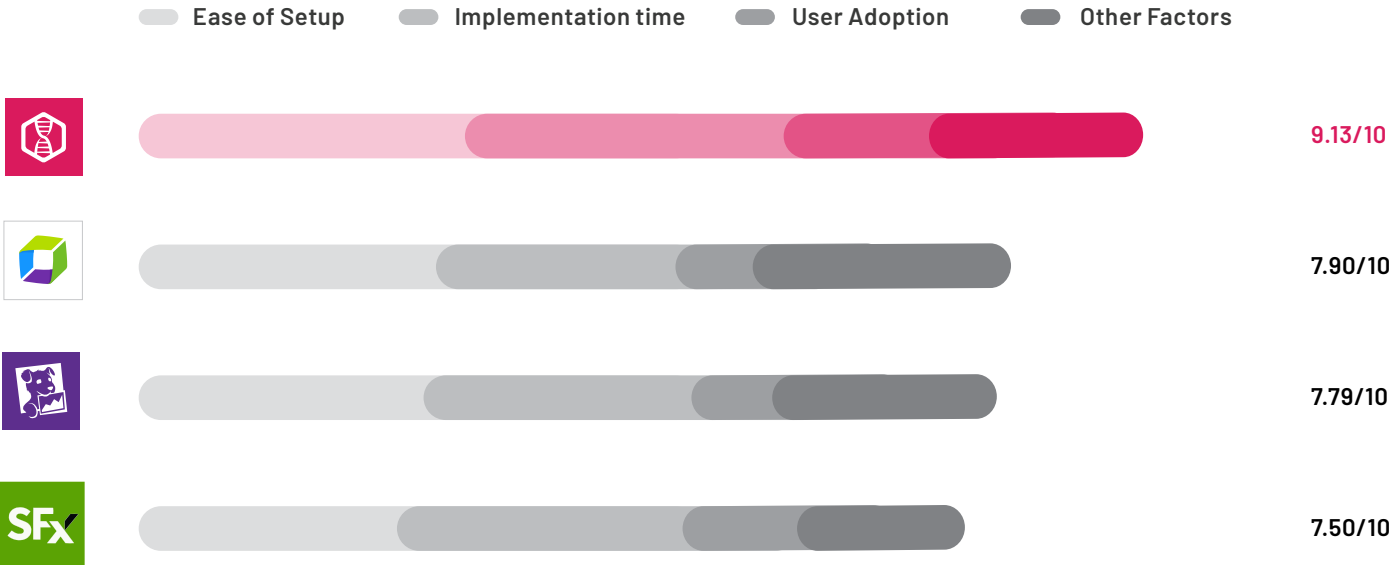 Ease of Setup Implementation time User Adoption Other Factors
9.13/10
7.90/10
7.79/10
SFx 7.50/10